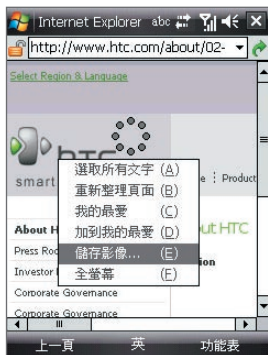 Internet Explorer abc
http://www.htc.com/about/02-
Select Region & Language
htc
smart
e | Product
選取所有文字 (A)
重新整理頁面 (B)
我的最愛 (C)
加到我的最愛 (D)
儲存影像... (E)
全螢幕 (F)
About H
out HTC
Press Roo
Investor
ion
Corporate Governance
Corporate Governance
上一頁 英 功能表